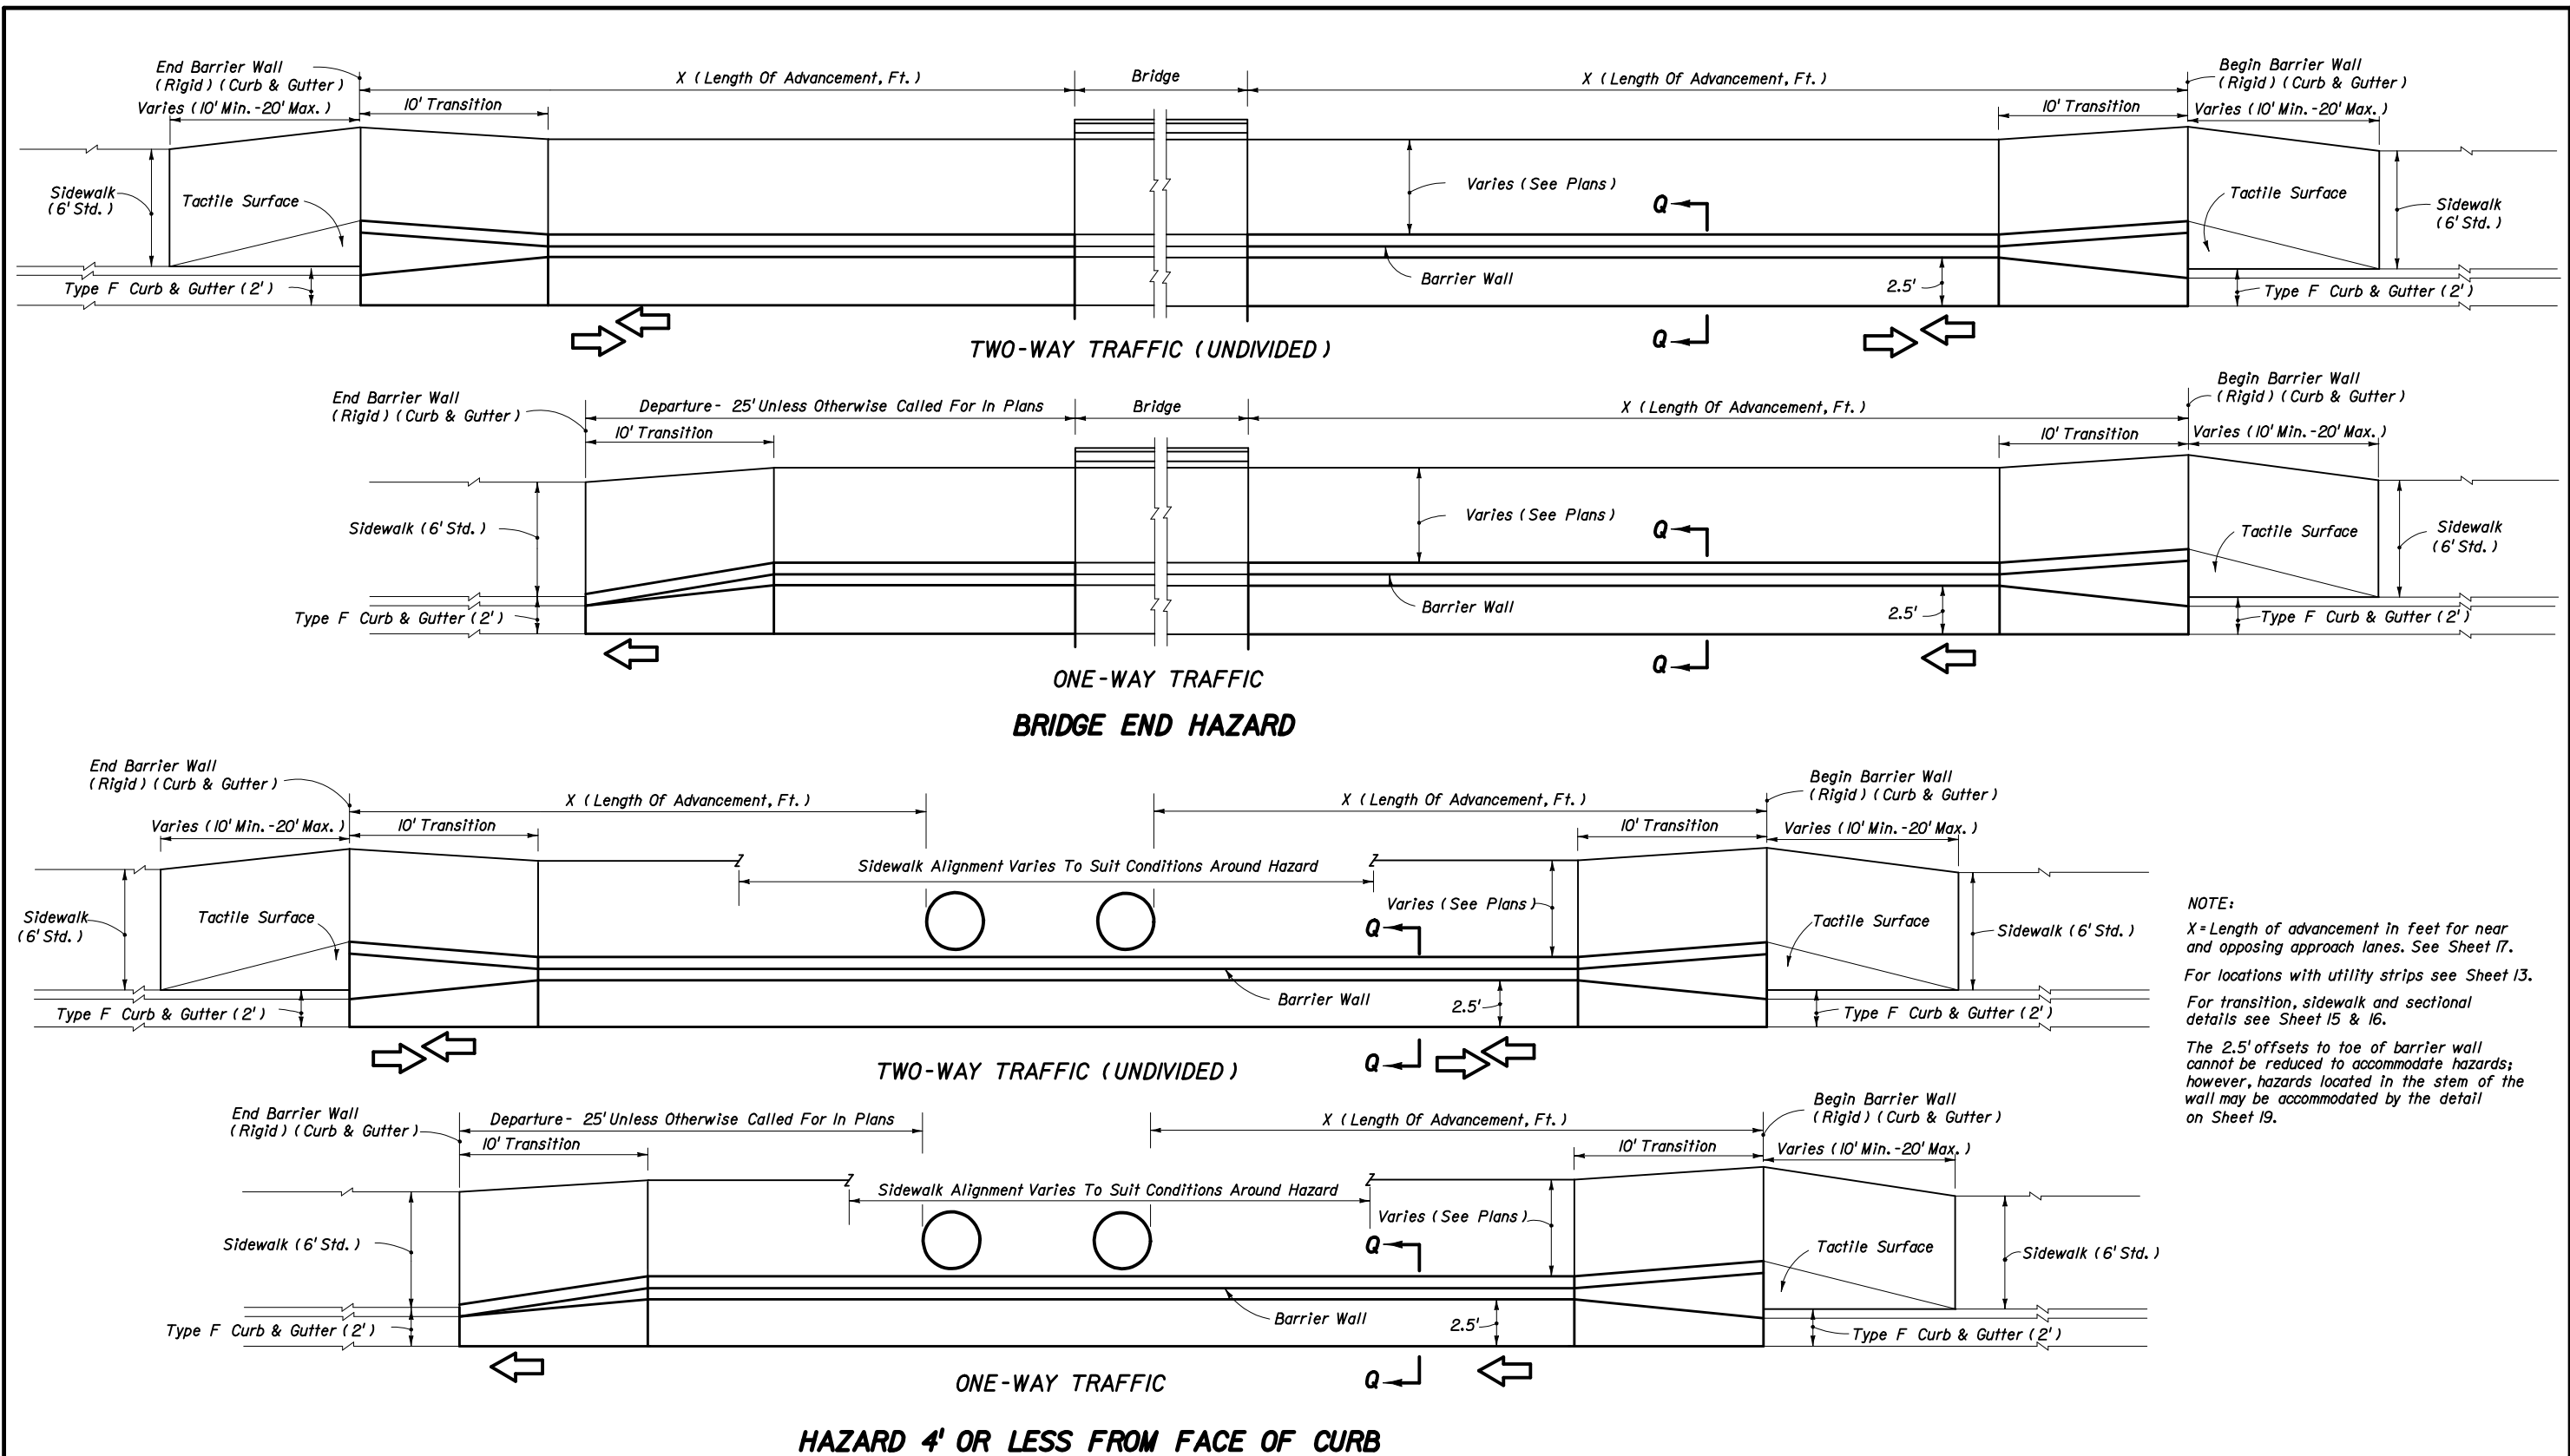 End Barrier Wall
(Rigid) (Curb & Gutter)
X (Length Of Advancement, Ft.)
Bridge
X (Length Of Advancement, Ft.)
Begin Barrier Wall
(Rigid) (Curb & Gutter)
Varies (10' Min.-20' Max.)
10' Transition
10' Transition
Varies (10' Min.-20' Max.)
Sidewalk
(6' Std.)
Tactile Surface
Varies (See Plans)
Q
Tactile Surface
Sidewalk
(6' Std.)
Type F Curb & Gutter (2')
Barrier Wall
2.5'
Type F Curb & Gutter (2')
Q
TWO-WAY TRAFFIC (UNDIVIDED)
End Barrier Wall
(Rigid) (Curb & Gutter)
Departure- 25' Unless Otherwise Called For In Plans
Bridge
X (Length Of Advancement, Ft.)
Begin Barrier Wall
(Rigid) (Curb & Gutter)
10' Transition
10' Transition
Varies (10' Min.-20' Max.)
Sidewalk (6' Std.)
Varies (See Plans)
Q
Tactile Surface
Sidewalk
(6' Std.)
Type F Curb & Gutter (2')
Barrier Wall
2.5'
Type F Curb & Gutter (2')
Q
ONE-WAY TRAFFIC
BRIDGE END HAZARD
End Barrier Wall
(Rigid) (Curb & Gutter)
X (Length Of Advancement, Ft.)
X (Length Of Advancement, Ft.)
Begin Barrier Wall
(Rigid) (Curb & Gutter)
Varies (10' Min.-20' Max.)
10' Transition
10' Transition
Varies (10' Min.-20' Max.)
Sidewalk Alignment Varies To Suit Conditions Around Hazard
Sidewalk
(6' Std.)
Tactile Surface
Varies (See Plans)
Q
Tactile Surface
Sidewalk (6' Std.)
Type F Curb & Gutter (2')
Barrier Wall
2.5'
Type F Curb & Gutter (2')
Q
TWO-WAY TRAFFIC (UNDIVIDED)
NOTE:
X = Length of advancement in feet for near
and opposing approach lanes. See Sheet 17.
For locations with utility strips see Sheet 13.
For transition, sidewalk and sectional
details see Sheet 15 & 16.
The 2.5' offsets to toe of barrier wall
cannot be reduced to accommodate hazards;
however, hazards located in the stem of the
wall may be accommodated by the detail
on Sheet 19.
End Barrier Wall
(Rigid) (Curb & Gutter)
Departure- 25' Unless Otherwise Called For In Plans
X (Length Of Advancement, Ft.)
Begin Barrier Wall
(Rigid) (Curb & Gutter)
10' Transition
10' Transition
Varies (10' Min.-20' Max.)
Sidewalk Alignment Varies To Suit Conditions Around Hazard
Sidewalk (6' Std.)
Varies (See Plans)
Q
Tactile Surface
Sidewalk (6' Std.)
Type F Curb & Gutter (2')
Barrier Wall
2.5'
Type F Curb & Gutter (2')
Q
ONE-WAY TRAFFIC
HAZARD 4' OR LESS FROM FACE OF CURB